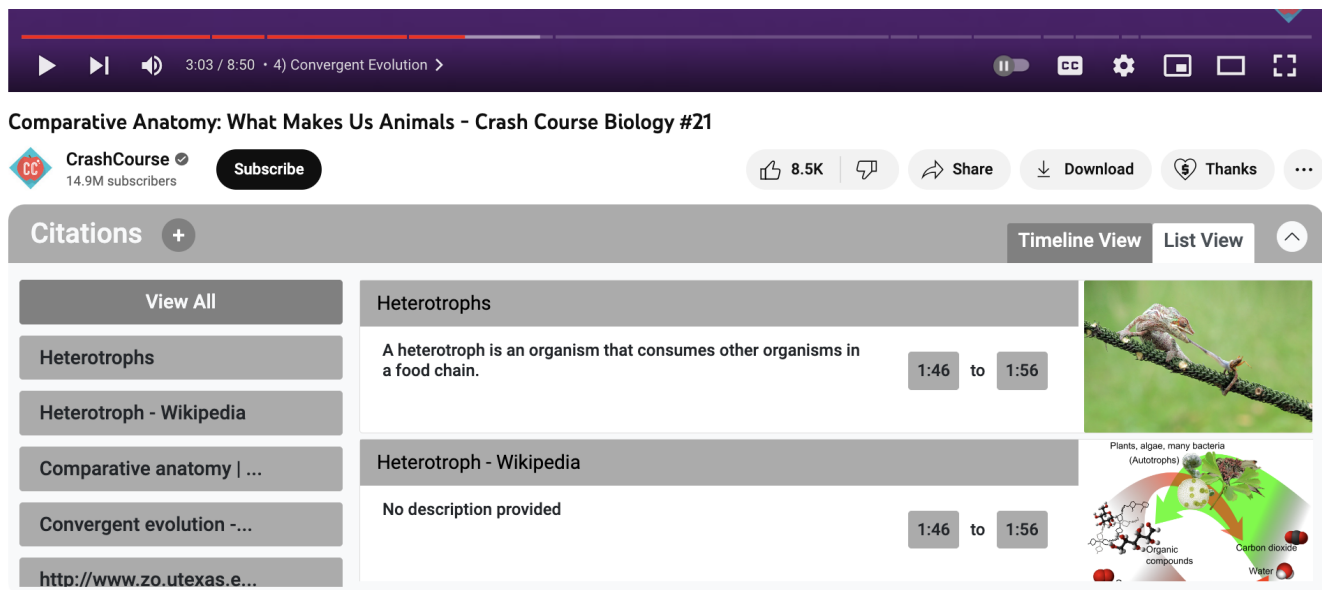 3:03 / 8:50 • 4) Convergent Evolution
CC
Comparative Anatomy: What Makes Us Animals - Crash Course Biology #21
CC
CrashCourse
14.9M subscribers
Subscribe
8.5K
Share
$
Download
Thanks
Citations +
Timeline View
List View
View All
Heterotrophs
Heterotroph - Wikipedia
Comparative anatomy | ...
Convergent evolution -...
http://www.zo.utexas.e...
Heterotrophs
A heterotroph is an organism that consumes other organisms in
a food chain.
1:46 to 1:56
Heterotroph - Wikipedia
No description provided
1:46 to 1:56
Plants, algae, many bacteria
(Autotrophs)
Organic
compounds
Carbon dioxide
Water